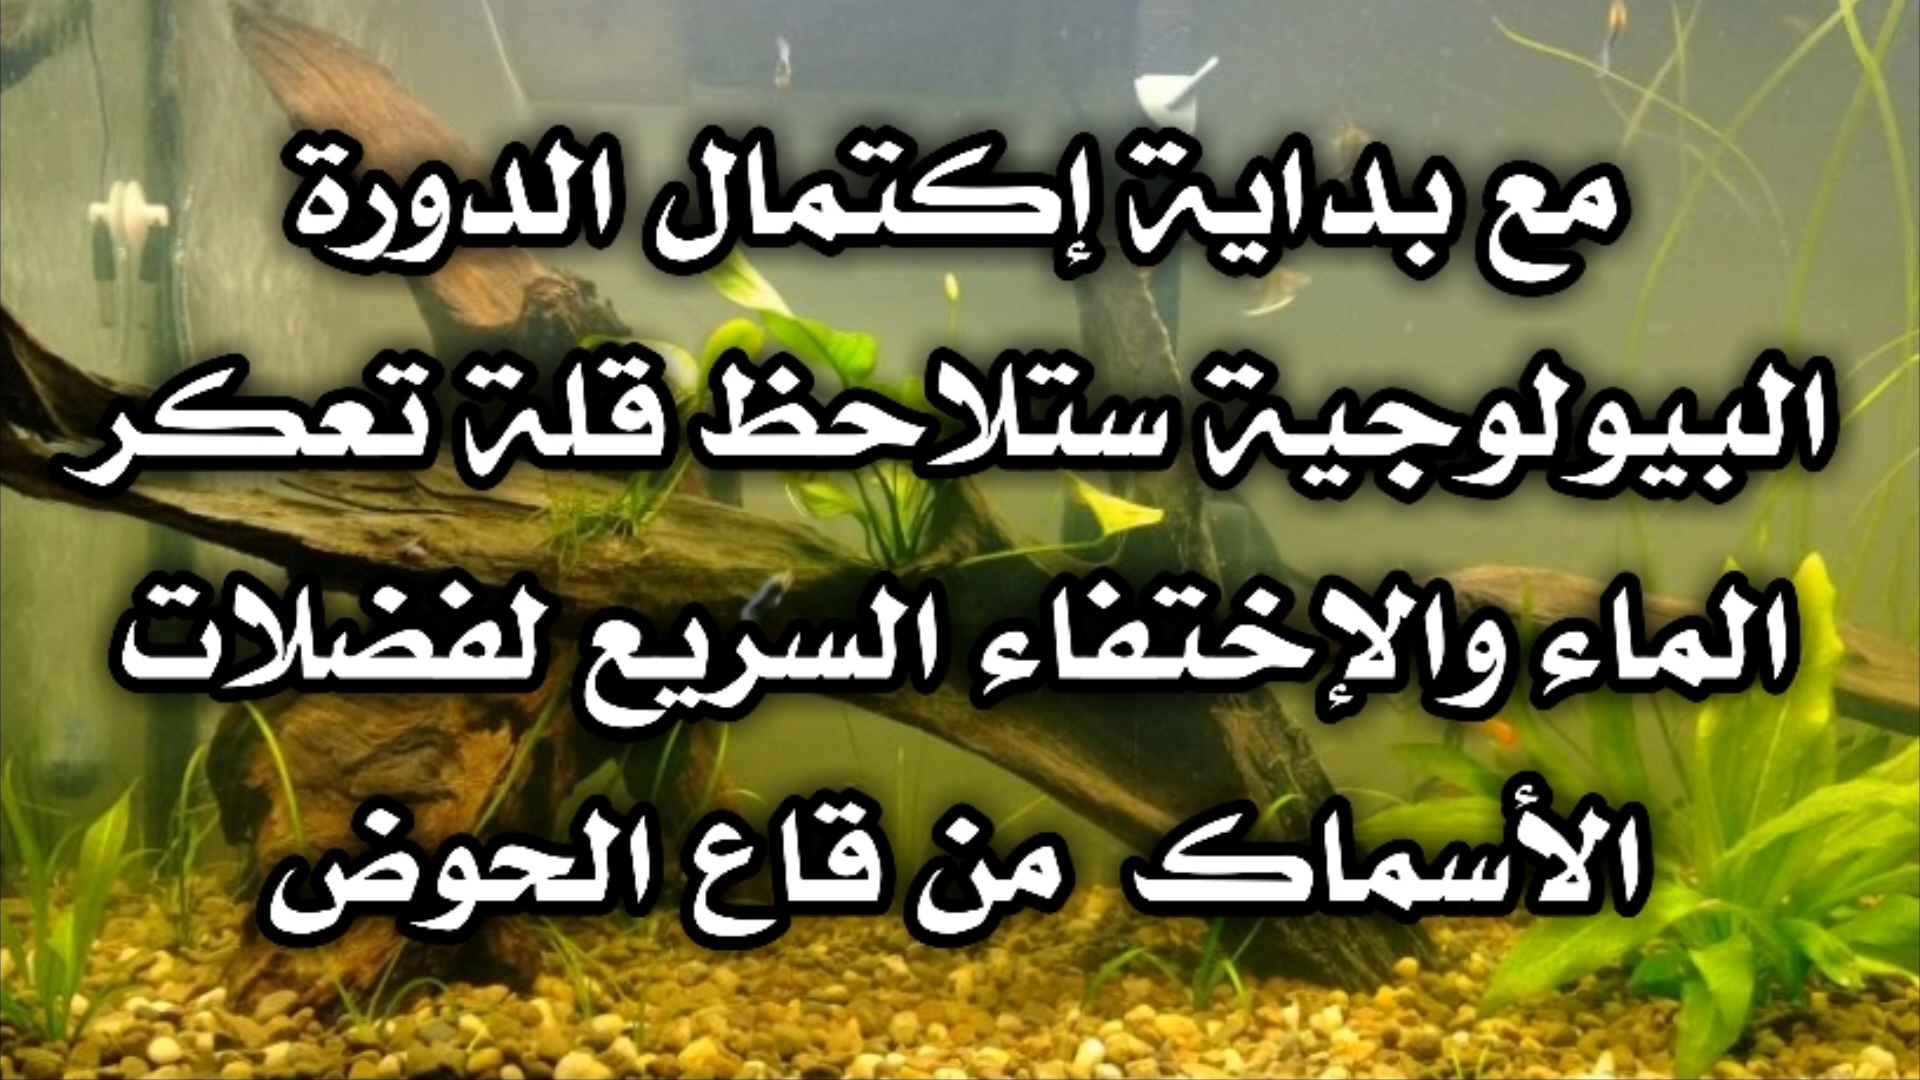 مع بداية إكتمال الدورة
البيولوجية ستلاحظ قلة تعكر
الماء والإختفاء السريع لفضلات
الأسماك من قاع الحوض